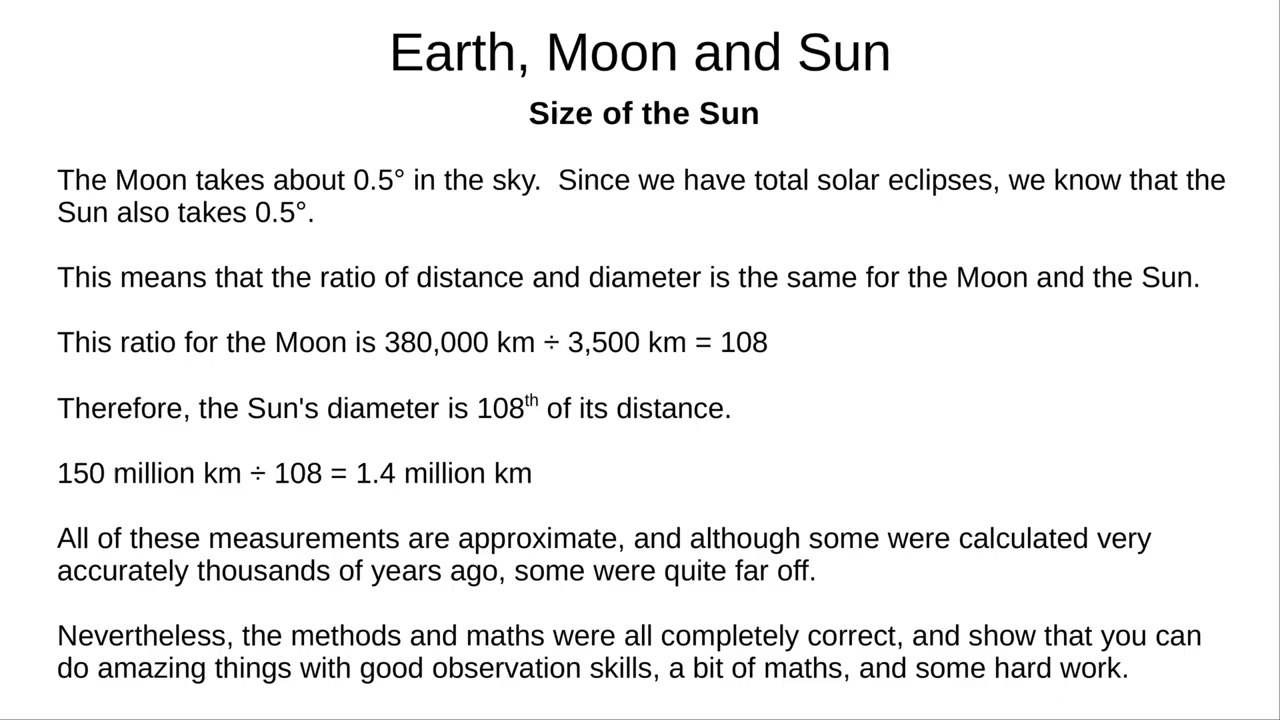 Earth, Moon and Sun
Size of the Sun
The Moon takes about 0.5° in the sky.  Since we have total solar eclipses, we know that the
Sun also takes 0.5°.
This means that the ratio of distance and diameter is the same for the Moon and the Sun.
This ratio for the Moon is 380,000 km ÷ 3,500 km = 108
Therefore, the Sun's diameter is 108th of its distance.
150 million km ÷ 108 = 1.4 million km
All of these measurements are approximate, and although some were calculated very
accurately thousands of years ago, some were quite far off.
Nevertheless, the methods and maths were all completely correct, and show that you can
do amazing things with good observation skills, a bit of maths, and some hard work.